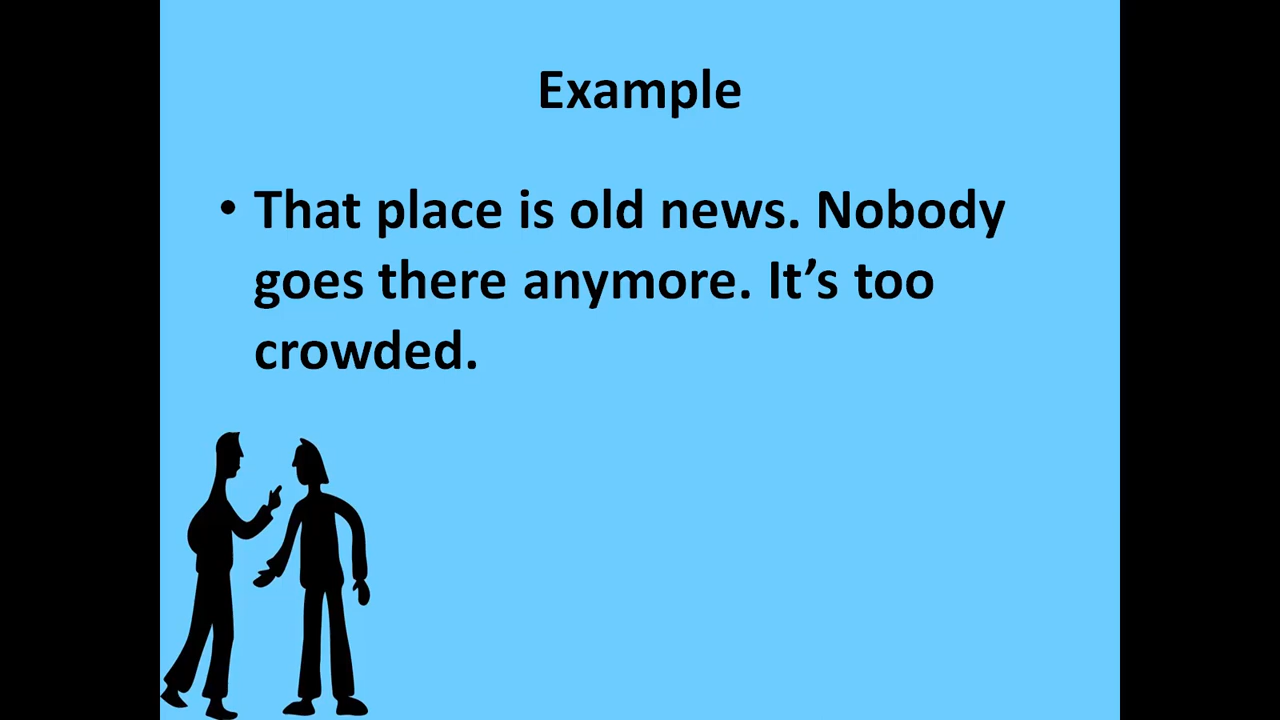 Example
• That place is old news. Nobody
goes there anymore. It’s too
crowded.